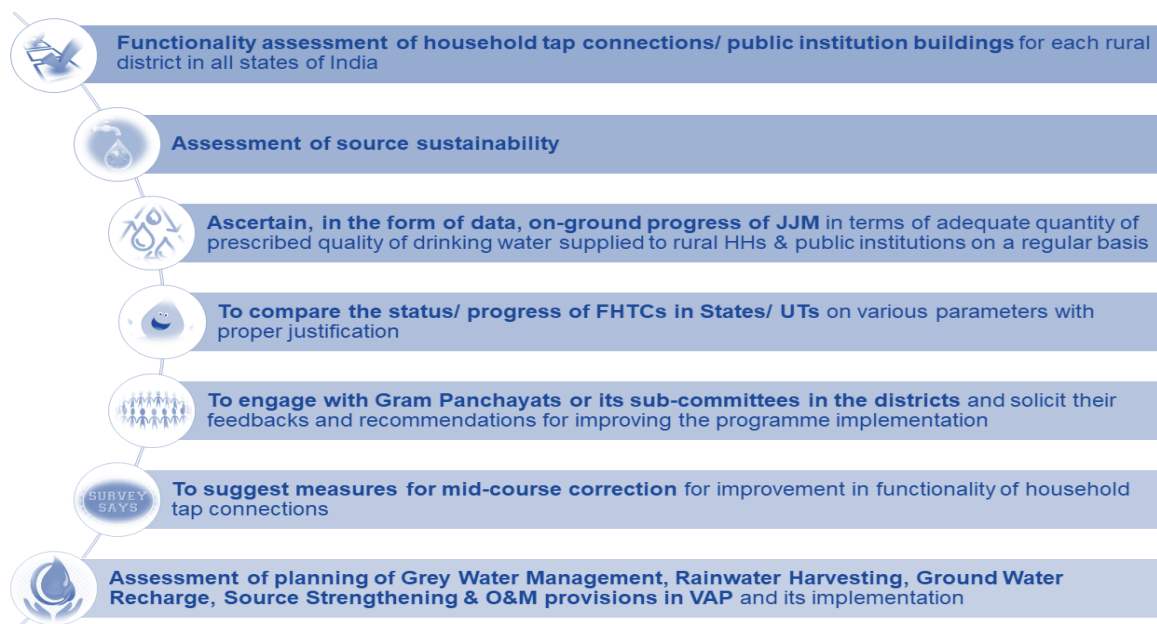 Functionality assessment of household tap connections/ public institution buildings for each rural
district in all states of India
Assessment of source sustainability
Ascertain, in the form of data, on-ground progress of JJM in terms of adequate quantity of
prescribed quality of drinking water supplied to rural HHs & public institutions on a regular basis
To compare the status/ progress of FHTCs in States/ UTs on various parameters with
proper justification
To engage with Gram Panchayats or its sub-committees in the districts and solicit their
feedbacks and recommendations for improving the programme implementation
SURVEY
SAYS
To suggest measures for mid-course correction for improvement in functionality of household
tap connections
Assessment of planning of Grey Water Management, Rainwater Harvesting, Ground Water
Recharge, Source Strengthening & O&M provisions in VAP and its implementation